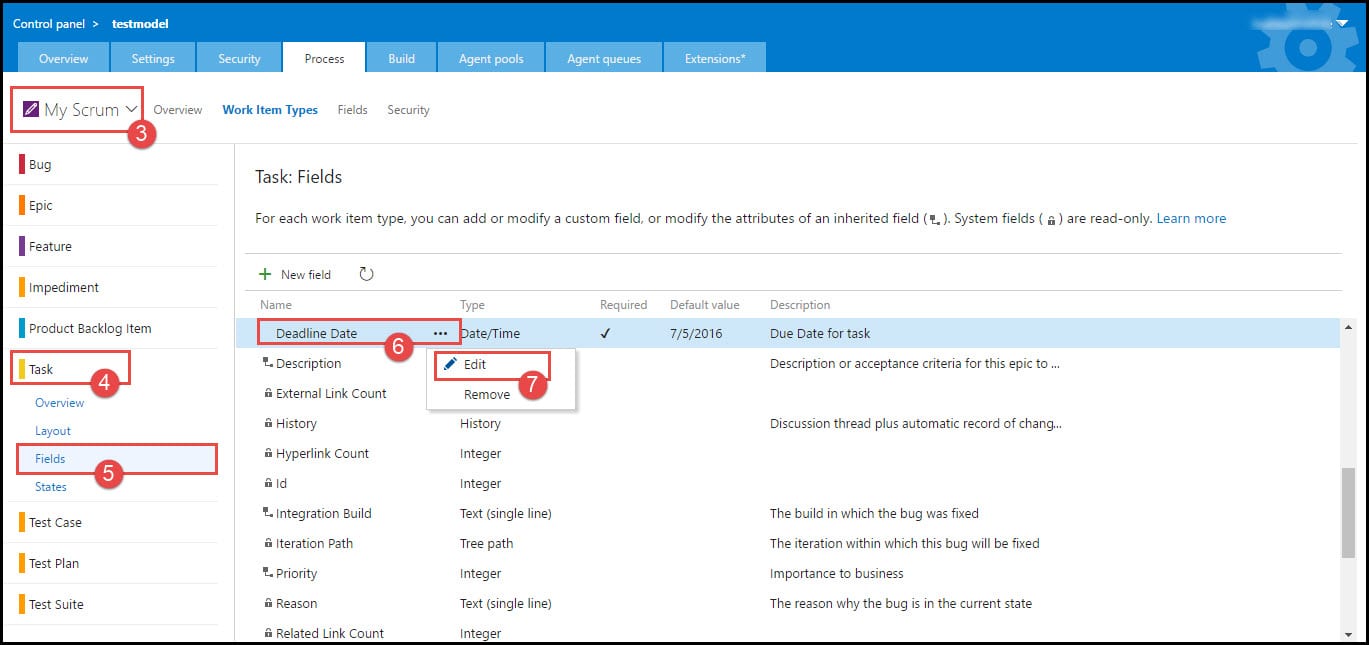 Control panel > testmodel
Overview Settings Security Process Build Agent pools Agent queues Extensions*
My Scrum Overview Work Item Types Fields Security
3
Bug
Epic
Feature
Impediment
Product Backlog Item
Task
4
Overview
Layout
Fields
5
States
Test Case
Test Plan
Test Suite
Task: Fields
For each work item type, you can add or modify a custom field, or modify the attributes of an inherited field ( ). System fields ( ) are read-only. Learn more
+ New field
Name Type Required Default value Description
Deadline Date ... Date/Time ✓ 7/5/2016 Due Date for task
6
Edit
7
Remove
Description Description or acceptance criteria for this epic to ...
External Link Count
History History Discussion thread plus automatic record of chang...
Hyperlink Count Integer
Id Integer
Integration Build Text (single line) The build in which the bug was fixed
Iteration Path Tree path The iteration within which this bug will be fixed
Priority Integer Importance to business
Reason Text (single line) The reason why the bug is in the current state
Related Link Count Integer